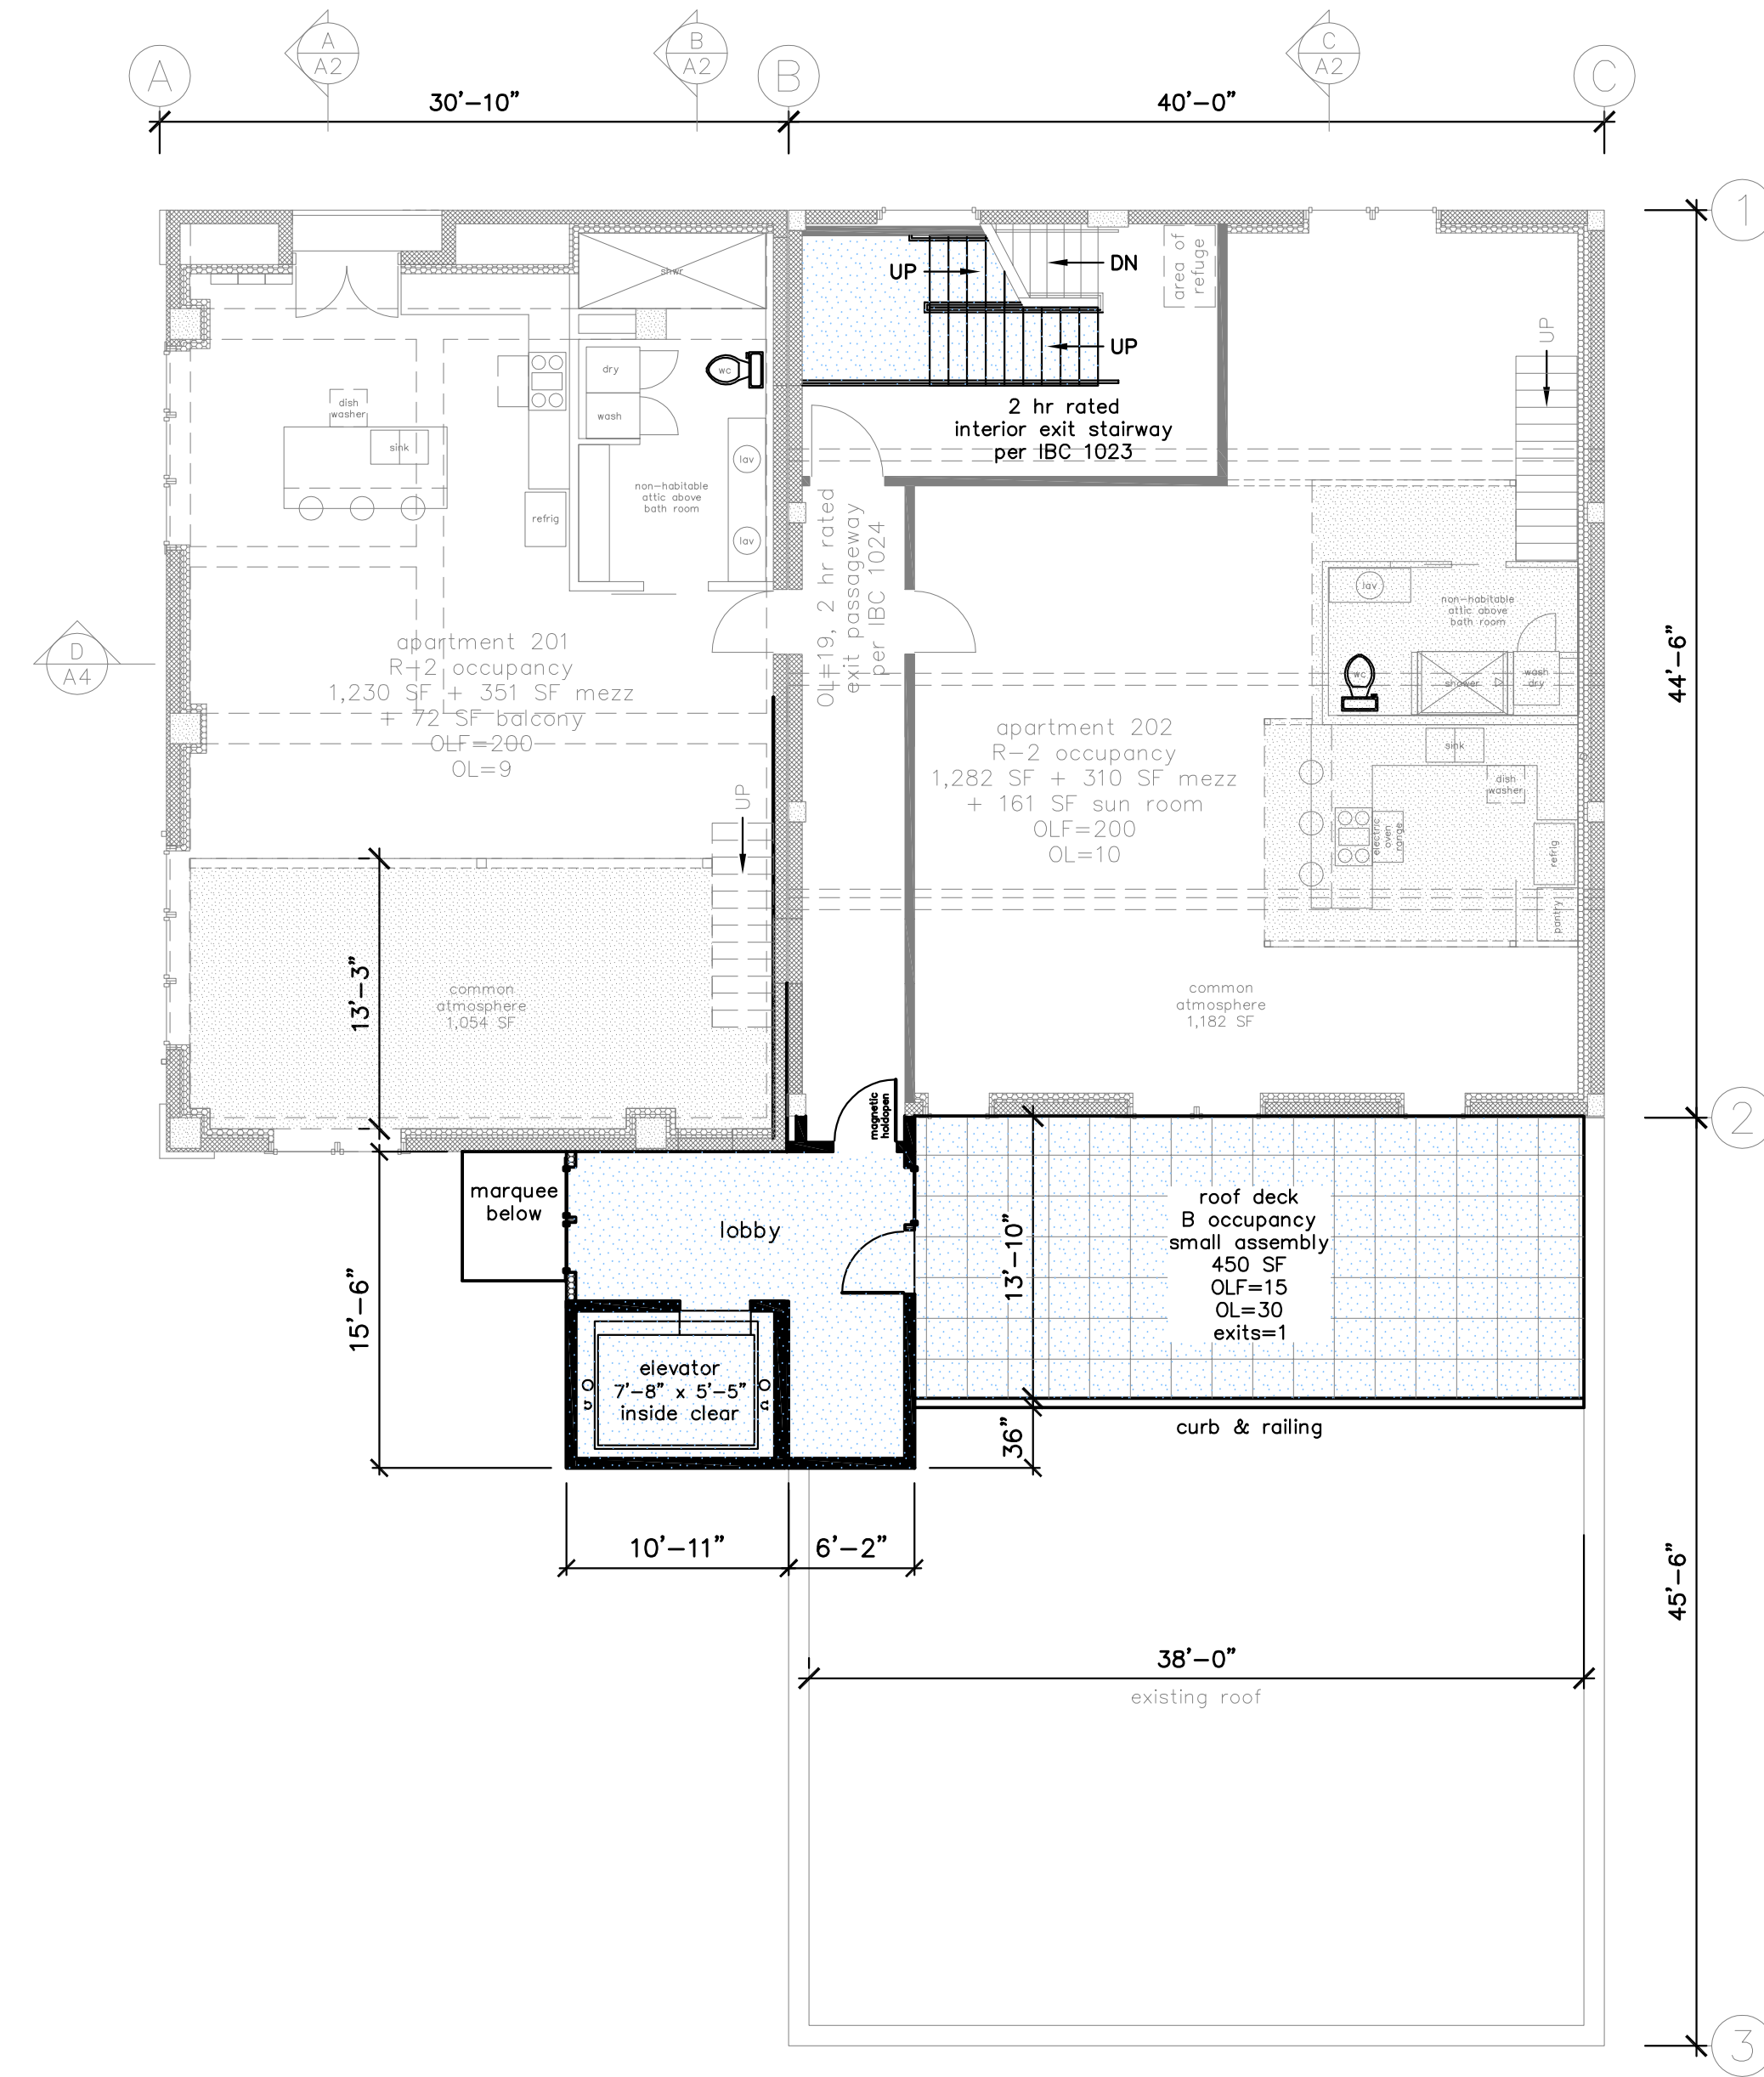 A
A
A2
B
A2
B
C
A2
C
30'-10"
40'-0"
1
shwr
UP
DN
area of
refuge
UP
UP
dry
wc
wash
dish
washer
sink
lav
non-habitable
attic above
bath room
refrig
lav
2 hr rated
interior exit stairway
per IBC 1023
OL=19, 2 hr rated
exit passageway
per IBC 1024
lav
non-habitable
attic above
bath room
wc
shower
wash
dry
D
A4
44'-6"
apartment 201
R-2 occupancy
1,230 SF + 351 SF mezz
+ 72 SF balcony
OLF=200
OL=9
apartment 202
R-2 occupancy
1,282 SF + 310 SF mezz
+ 161 SF sun room
OLF=200
OL=10
sink
dish
washer
electric
oven
range
refrig
pantry
UP
13'-3"
common
atmosphere
1,054 SF
common
atmosphere
1,182 SF
magnetic
holdopen
2
marquee
below
lobby
15'-6"
13'-10"
roof deck
B occupancy
small assembly
450 SF
OLF=15
OL=30
exits=1
elevator
7'-8" x 5'-5"
inside clear
36"
curb & railing
10'-11"
6'-2"
45'-6"
38'-0"
existing roof
3